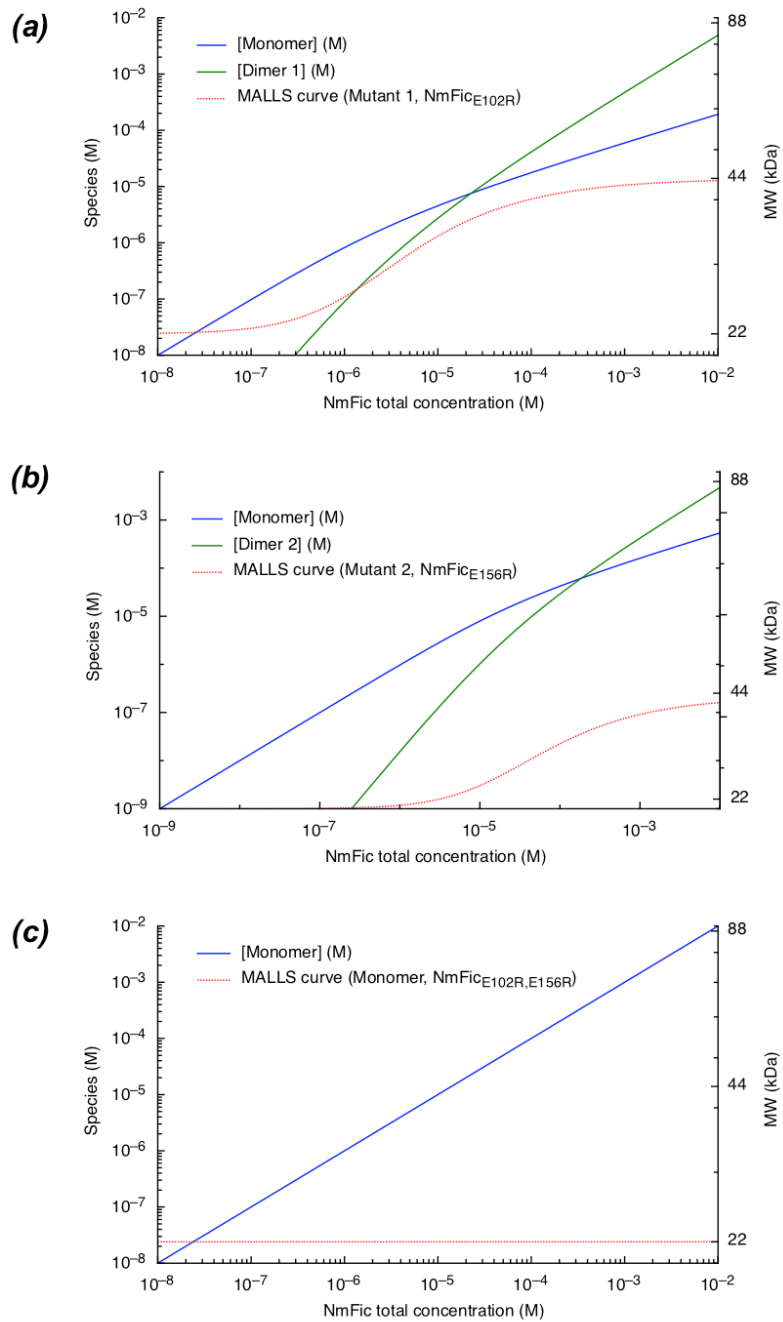 (a)
[Monomer] (M)
[Dimer 1] (M)
MALLS curve (Mutant 1, NmFicE102R)
Species (M)
10–2
10–3
10–4
10–5
10–6
10–7
10–8
88
44
22
MW (kDa)
10–8 10–7 10–6 10–5 10–4 10–3 10–2
NmFic total concentration (M)
(b)
[Monomer] (M)
[Dimer 2] (M)
MALLS curve (Mutant 2, NmFicE156R)
Species (M)
10–3
10–5
10–7
10–9
88
44
22
MW (kDa)
10–9 10–7 10–5 10–3
NmFic total concentration (M)
(c)
[Monomer] (M)
MALLS curve (Monomer, NmFicE102R,E156R)
Species (M)
10–2
10–3
10–4
10–5
10–6
10–7
10–8
88
44
22
MW (kDa)
10–8 10–7 10–6 10–5 10–4 10–3 10–2
NmFic total concentration (M)